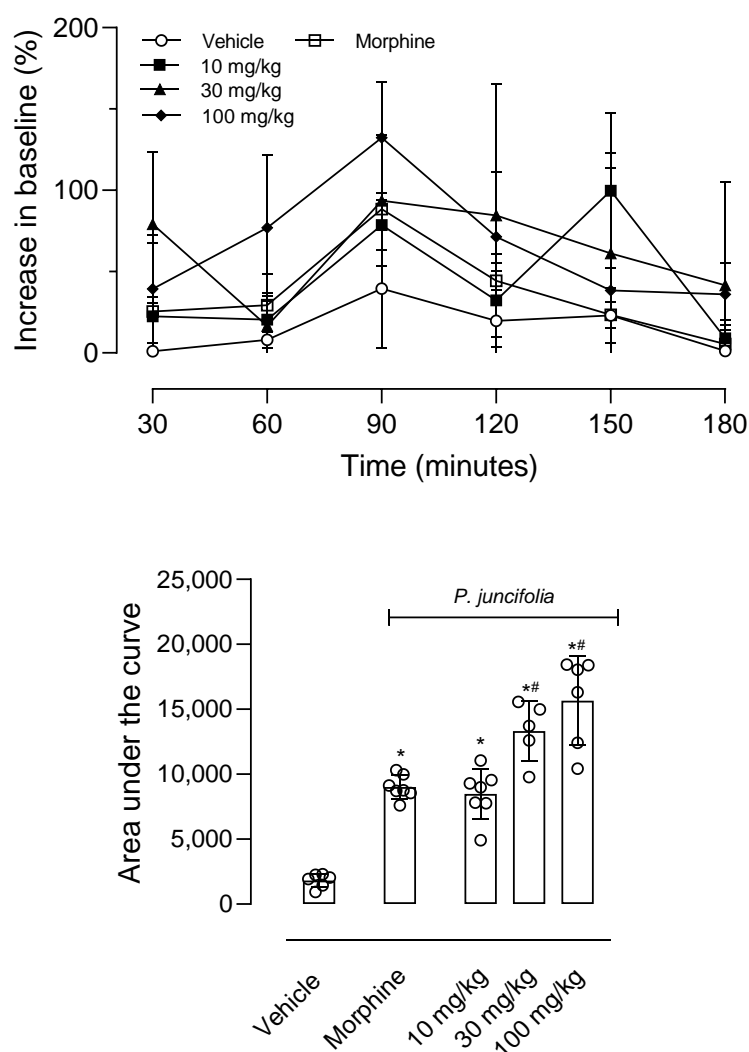 200
Vehicle Morphine
10 mg/kg
30 mg/kg
100 mg/kg
100
0
Increase in baseline (%)
30 60 90 120 150 180
Time (minutes)
25,000
20,000
15,000
10,000
5,000
0
Area under the curve
P. juncifolia
* * *# *#
Vehicle Morphine 10 mg/kg 30 mg/kg 100 mg/kg